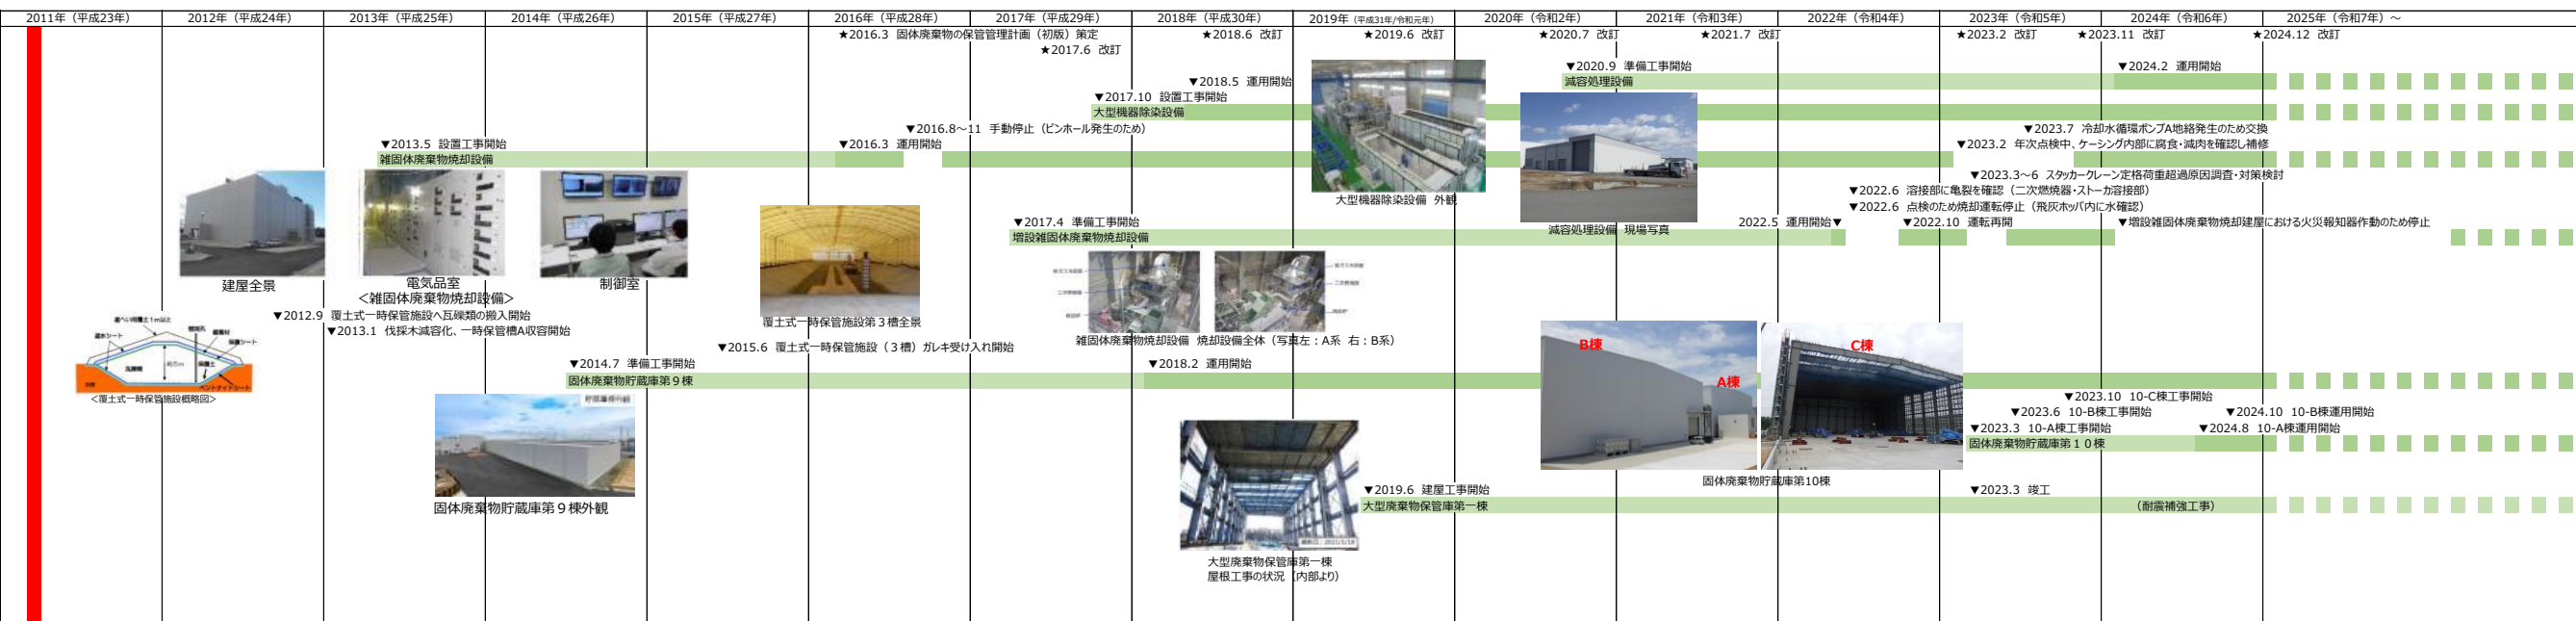 2011年（平成23年）
2012年（平成24年）
2013年（平成25年）
2014年（平成26年）
2015年（平成27年）
2016年（平成28年）
2017年（平成29年）
2018年（平成30年）
2019年（平成31年/令和元年）
2020年（令和2年）
2021年（令和3年）
2022年（令和4年）
2023年（令和5年）
2024年（令和6年）
2025年（令和7年）～
★2016.3 固体廃棄物の保管管理計画（初版）策定
★2017.6 改訂
★2018.6 改訂
★2019.6 改訂
★2020.7 改訂
★2021.7 改訂
★2023.2 改訂
★2023.11 改訂
★2024.12 改訂
▼2020.9 準備工事開始
▼2024.2 運用開始
減容処理設備
▼2018.5 運用開始
▼2017.10 設置工事開始
大型機器除染設備
▼2016.8～11 手動停止（ピンホール発生のため）
▼2023.7 冷却水循環ポンプA地絡発生のため交換
▼2013.5 設置工事開始
▼2016.3 運用開始
▼2023.2 年次点検中、ケーシング内部に腐食・減肉を確認し補修
雑固体廃棄物焼却設備
▼2023.3～6 スタッカークレーン定格荷重超過原因調査・対策検討
▼2022.6 溶接部に亀裂を確認（二次燃焼器・ストーカ溶接部）
▼2022.6 点検のため焼却運転停止（飛灰ホッパ内に水確認）
大型機器除染設備 外観
▼2017.4 準備工事開始
2022.5 運用開始▼
▼2022.10 運転再開
▼増設雑固体廃棄物焼却建屋における火災報知器作動のため停止
増設雑固体廃棄物焼却設備
減容処理設備 現場写真
建屋全景
電気品室
制御室
＜雑固体廃棄物焼却設備＞
▼2012.9 覆土式一時保管施設へ瓦礫類の搬入開始
▼2013.1 伐採木減容化、一時保管槽A収容開始
覆土式一時保管施設第３槽全景
雑固体廃棄物焼却設備 焼却設備全体（写真左：A系 右：B系）
▼2015.6 覆土式一時保管施設（３槽）ガレキ受け入れ開始
遮水シート
観測孔
保護シート
約5m
瓦礫類
保護土
ベントナイトシート
＜覆土式一時保管施設概略図＞
B棟
A棟
C棟
▼2014.7 準備工事開始
▼2018.2 運用開始
固体廃棄物貯蔵庫第９棟
▼2023.10 10-C棟工事開始
▼2023.6 10-B棟工事開始
▼2024.10 10-B棟運用開始
▼2023.3 10-A棟工事開始
▼2024.8 10-A棟運用開始
固体廃棄物貯蔵庫第１０棟
固体廃棄物貯蔵庫第10棟
固体廃棄物貯蔵庫第９棟外観
▼2019.6 建屋工事開始
▼2023.3 竣工
大型廃棄物保管庫第一棟
（耐震補強工事）
大型廃棄物保管庫第一棟
屋根工事の状況（内部より）